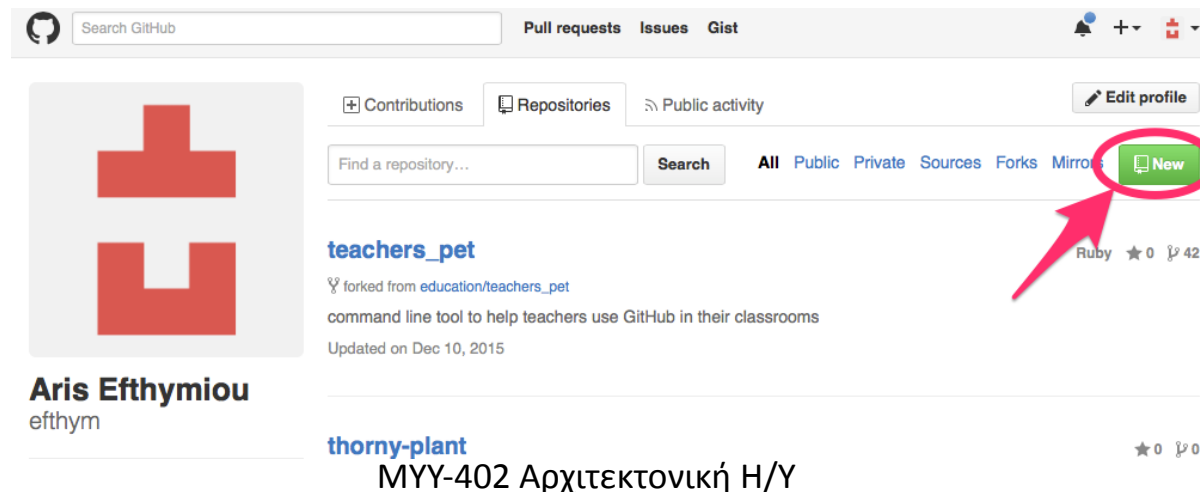 Search GitHub Pull requests Issues Gist
Contributions Repositories Public activity Edit profile
Find a repository... Search All Public Private Sources Forks Mirrors New
teachers_pet Ruby 0 42
forked from education/teachers_pet
command line tool to help teachers use GitHub in their classrooms
Updated on Dec 10, 2015
Aris Efthymiou
efthym
thorny-plant 0 0
ΜΥΥ-402 Αρχιτεκτονική Η/Υ